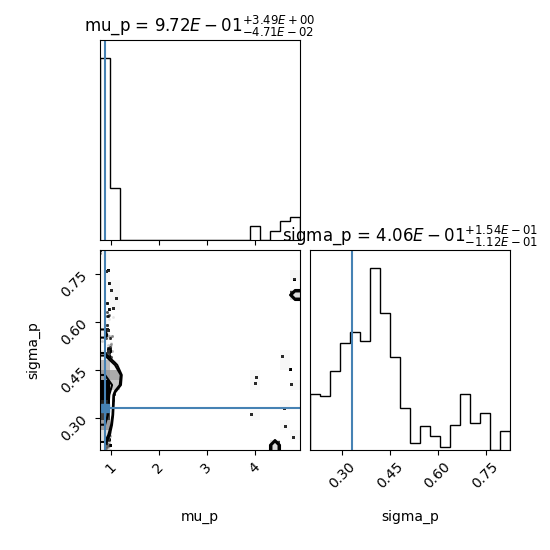 mu_p = 9.72E − 01+3.49E + 00−4.71E − 02
sigma_p = 4.06E − 01+1.54E − 01−1.12E − 01
sigma_p
0.75
0.60
0.45
0.30
1 2 3 4
0.30 0.45 0.60 0.75
mu_p
sigma_p